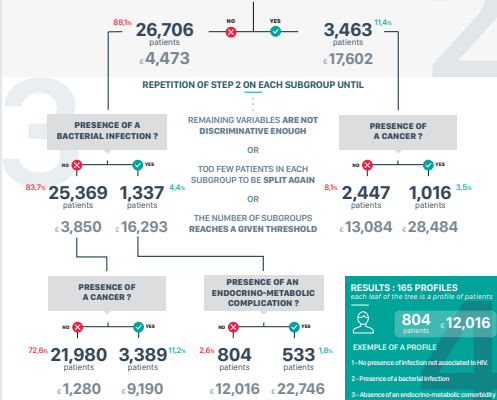 NO YES
88,1% 26,706 3,463 11,4%
patients patients
€ 4,473 € 17,602
2
3
REPETITION OF STEP 2 ON EACH SUBGROUP UNTIL
REMAINING VARIABLES ARE NOT
DISCRIMINATIVE ENOUGH
OR
TOO FEW PATIENTS IN EACH
SUBGROUP TO BE SPLIT AGAIN
OR
THE NUMBER OF SUBGROUPS
REACHES A GIVEN THRESHOLD
PRESENCE OF A
BACTERIAL INFECTION ?
NO YES
83,7% 25,369 1,337 4,4%
patients patients
€ 3,850 € 16,293
PRESENCE OF
A CANCER ?
NO YES
8,1% 2,447 1,016 3,5%
patients patients
€ 13,084 € 28,484
PRESENCE OF
A CANCER ?
NO YES
72,6% 21,980 3,389 11,2%
patients patients
€ 1,280 € 9,190
PRESENCE OF AN
ENDOCRINO-METABOLIC
COMPLICATION ?
NO YES
2,6% 804 533 1,8%
patients patients
€ 12,016 € 22,746
4
RESULTS : 165 PROFILES
each leaf of the tree is a profile of patients
804 € 12,016
patients
EXEMPLE OF A PROFILE
1 - No presence of infection not associated to HIV.
2 - Presence of a bacterial infection
3 - Absence of an endocrino-metabolic comorbidity